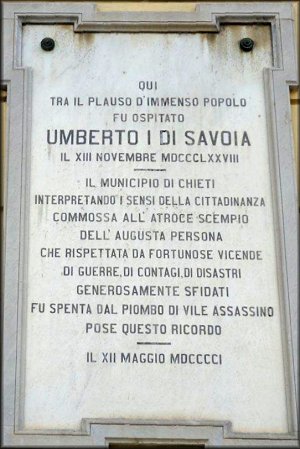 QUI
TRA IL PLAUSO D'IMMENSO POPOLO
FU OSPITATO
UMBERTO I DI SAVOIA
IL XIII NOVEMBRE MDCCCLXXVIII
IL MUNICIPIO DI CHIETI
INTERPRETANDO I SENSI DELLA CITTADINANZA
COMMOSSA ALL'ATROCE SCEMPIO
DELL'AUGUSTA PERSONA
CHE RISPETTATA DA FORTUNOSE VICENDE
DI GUERRE, DI CONTAGI, DI DISASTRI
GENEROSAMENTE SFIDATI
FU SPENTA DAL PIOMBO DI VILE ASSASSINO
POSE QUESTO RICORDO
IL XII MAGGIO MDCCCCI